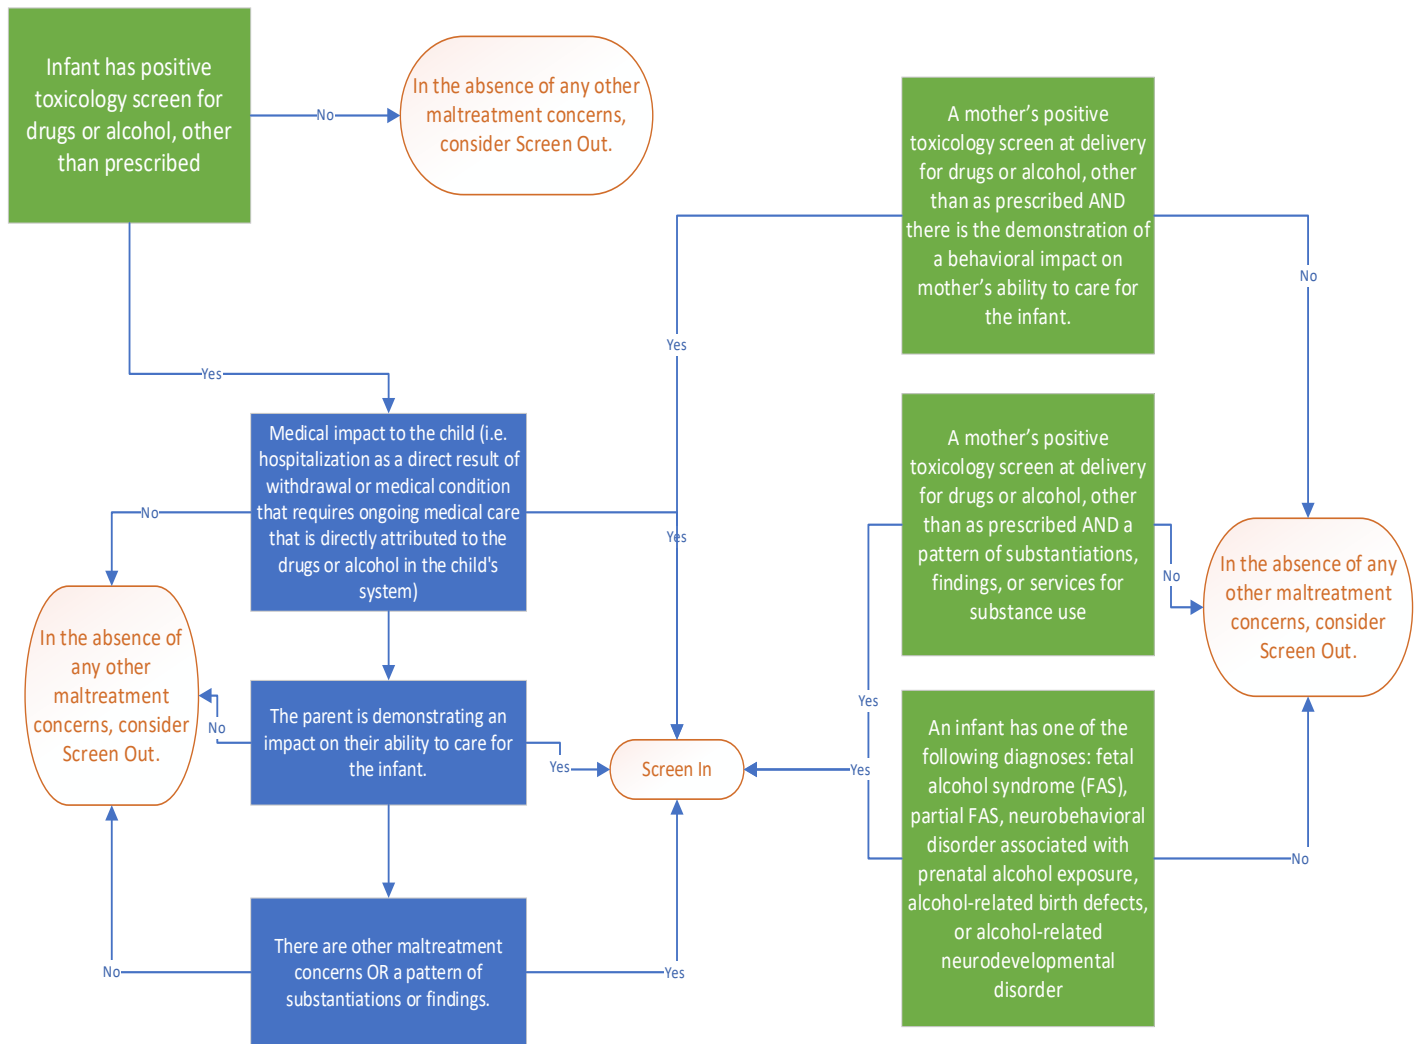 Infant has positive
toxicology screen for
drugs or alcohol, other
than prescribed
No
In the absence of any other
maltreatment concerns,
consider Screen Out.
A mother’s positive
toxicology screen at delivery
for drugs or alcohol, other
than as prescribed AND
there is the demonstration of
a behavioral impact on
mother’s ability to care for
the infant.
No
Yes
Yes
Medical impact to the child (i.e.
hospitalization as a direct result of
withdrawal or medical condition
that requires ongoing medical care
that is directly attributed to the
drugs or alcohol in the child's
system)
No
Yes
A mother’s positive
toxicology screen at delivery
for drugs or alcohol, other
than as prescribed AND a
pattern of substantiations,
findings, or services for
substance use
No
In the absence of any
other maltreatment
concerns, consider
Screen Out.
In the absence of
any other
maltreatment
concerns, consider
Screen Out.
No
The parent is demonstrating an
impact on their ability to care for
the infant.
Yes
Screen In
Yes
Yes
An infant has one of the
following diagnoses: fetal
alcohol syndrome (FAS),
partial FAS, neurobehavioral
disorder associated with
prenatal alcohol exposure,
alcohol-related birth defects,
or alcohol-related
neurodevelopmental
disorder
No
No
There are other maltreatment
concerns OR a pattern of
substantiations or findings.
Yes